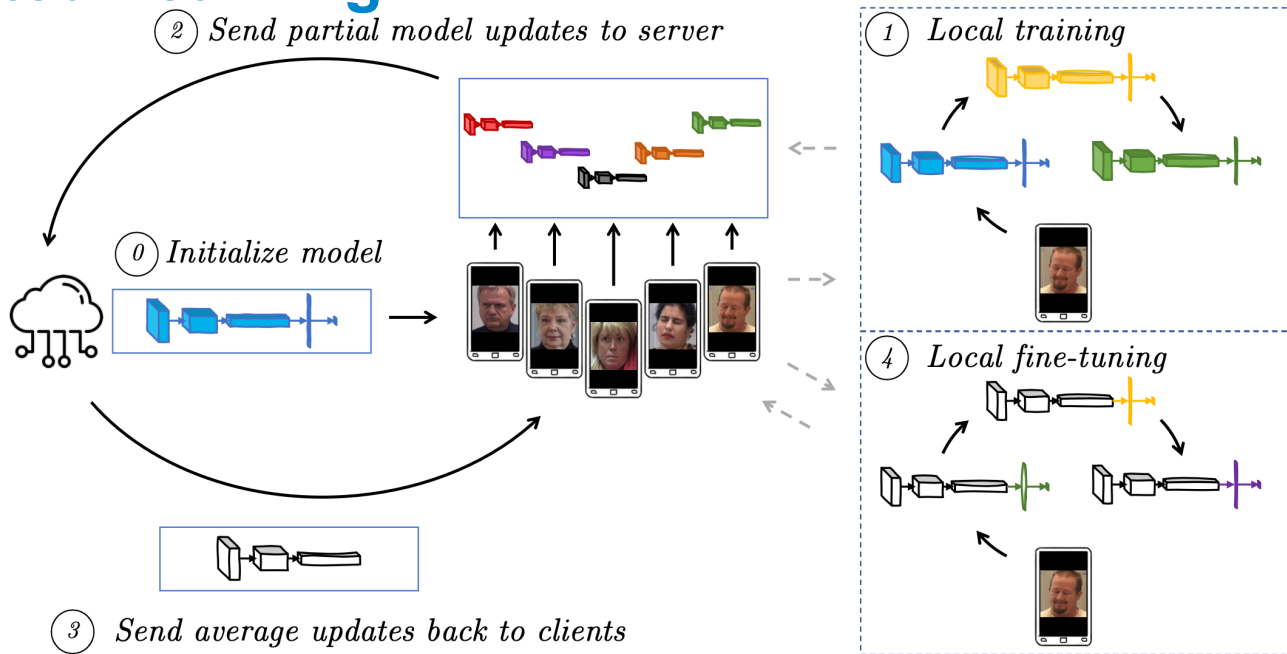 2 Send partial model updates to server
1 Local training
0 Initialize model
4 Local fine-tuning
3 Send average updates back to clients